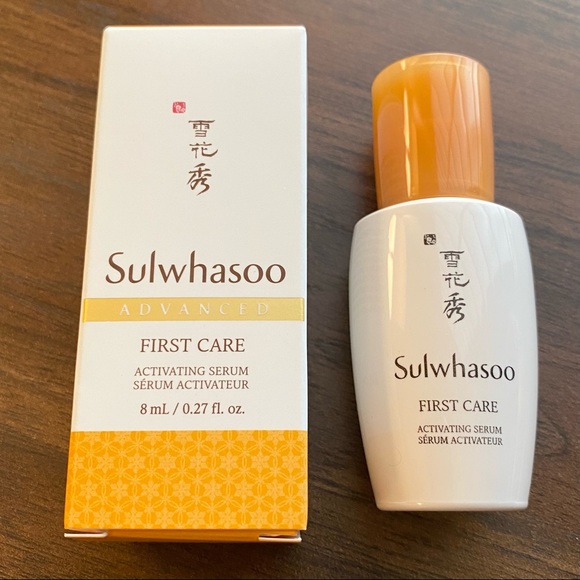 雪
花
秀
Sulwhasoo
ADVANCED
FIRST CARE
ACTIVATING SERUM
SÉRUM ACTIVATEUR
8 mL / 0.27 fl. oz.
雪
花
秀
Sulwhasoo
FIRST CARE
ACTIVATING SERUM
SÉRUM ACTIVATEUR